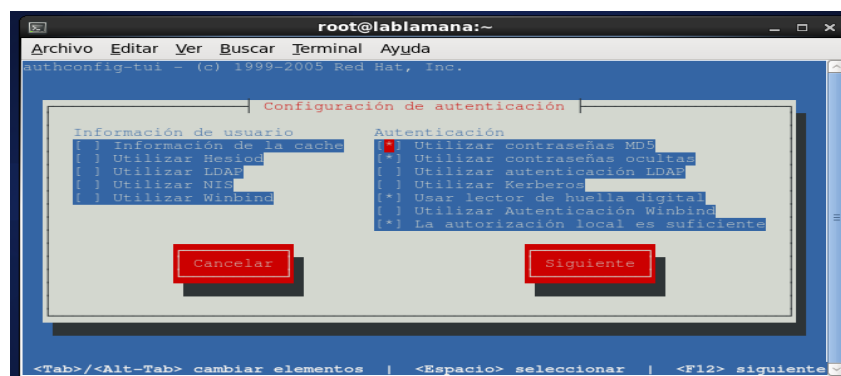 root@lablamana:~
Archivo Editar Ver Buscar Terminal Ayuda
authconfig-tui - (c) 1999-2005 Red Hat, Inc.
Configuración de autenticación
Información de usuario Autenticación
[ ] Información de la cache [*] Utilizar contraseñas MD5
[ ] Utilizar Hesiod [*] Utilizar contraseñas ocultas
[ ] Utilizar LDAP [ ] Utilizar autenticación LDAP
[ ] Utilizar NIS [ ] Utilizar Kerberos
[ ] Utilizar Winbind [*] Usar lector de huella digital
[ ] Utilizar Autenticación Winbind
[*] La autorización local es suficiente
Cancelar Siguiente
<Tab>/<Alt-Tab> cambiar elementos | <Espacio> seleccionar | <F12> siguiente